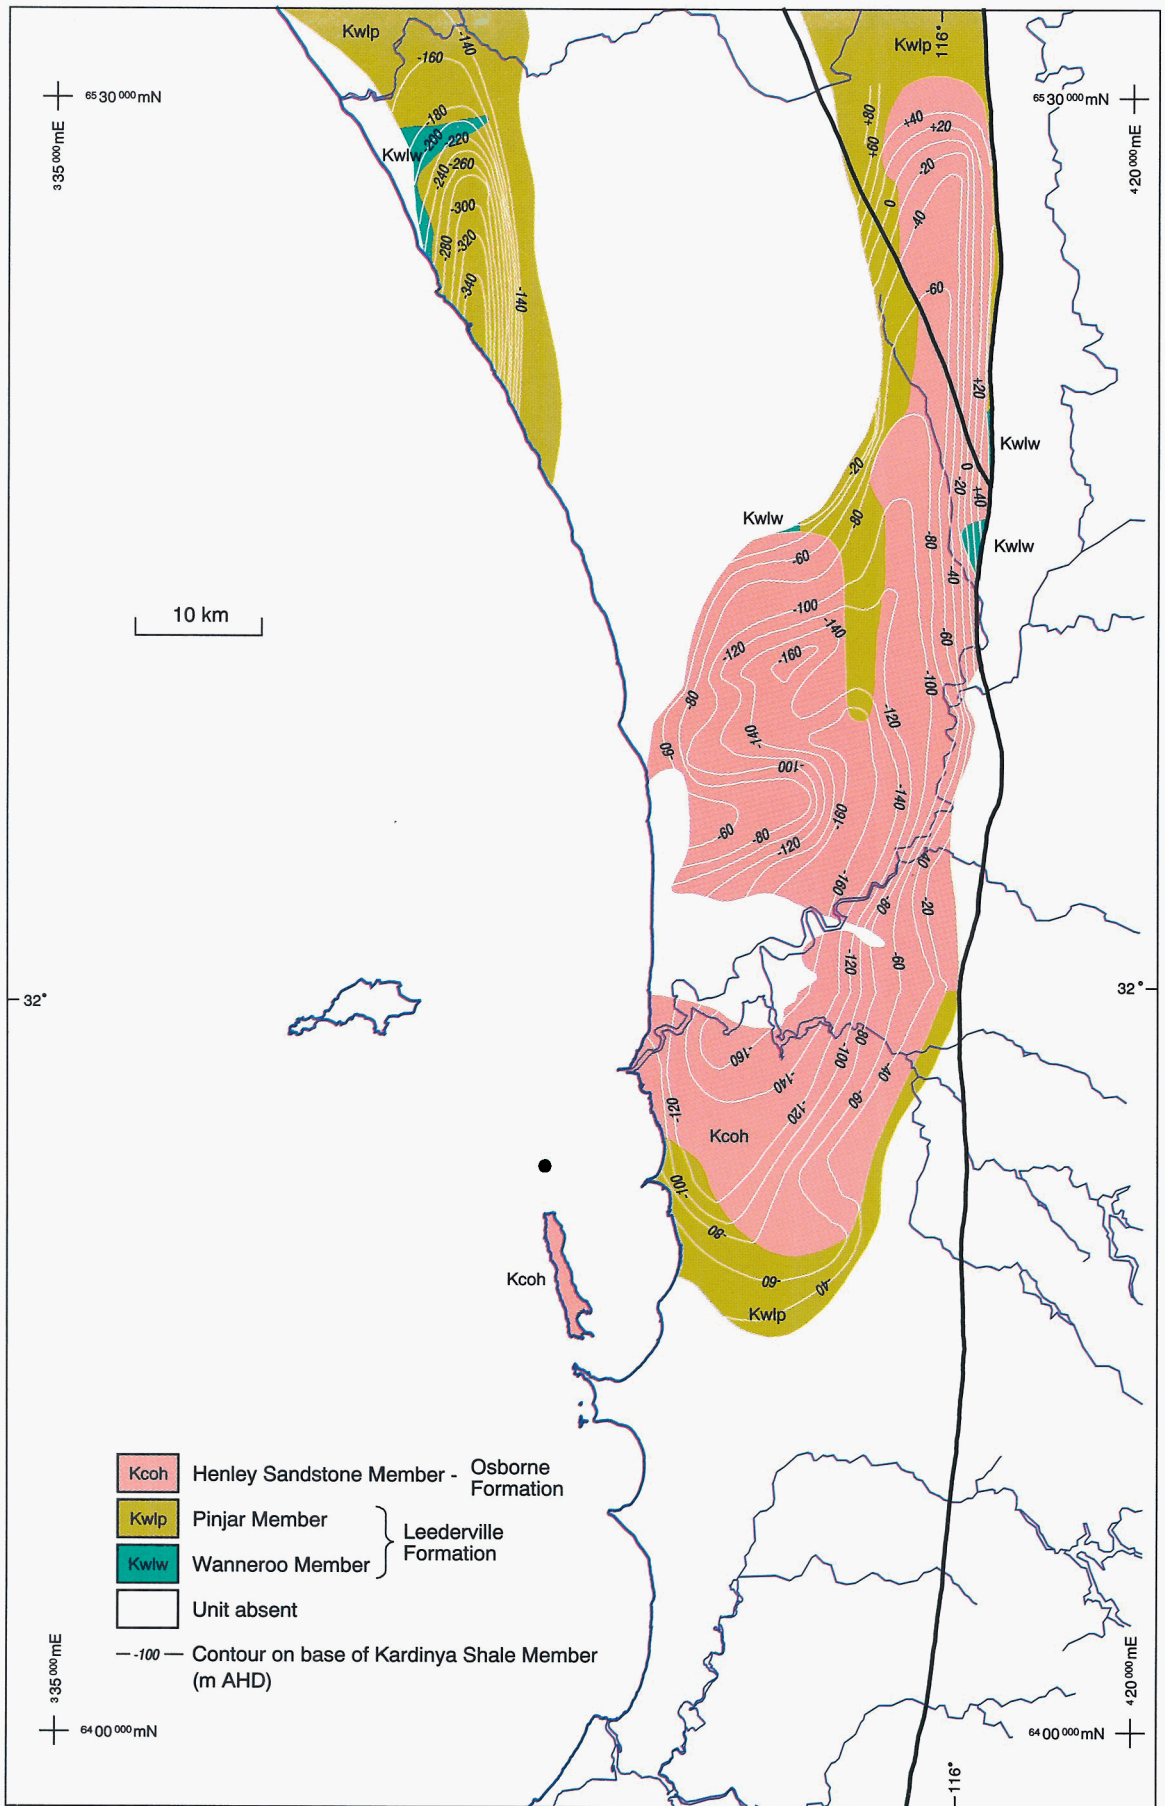 Kwlp
-140
-160
Kwlp
116°
65 30 000 mN
65 30 000 mN
3 35 000 mE
4 20 000 mE
+80
+60
+40
+20
-180
-200
-220
Kwlw
-240
-260
-20
-300
0
-40
-280
-320
-340
-140
-60
+20
Kwlw
-20
0
-20
+40
Kwlw
-80
-80
Kwlw
-60
-40
10 km
-100
-140
-60
-120
-160
-100
-80
-120
-140
-60
-100
-140
-160
-60
-80
-120
-40
-160
-80
-20
-120
-60
32°
32°
-160
-80
-100
-140
-40
-120
-120
-60
Kcoh
-100
-80
Kcoh
-60
-40
Kwlp
Kcoh Henley Sandstone Member - Osborne
Formation
Kwlp Pinjar Member
Leederville
Formation
Kwlw Wanneroo Member
Unit absent
-100 Contour on base of Kardinya Shale Member
(m AHD)
3 35 000 mE
4 20 000 mE
64 00 000 mN
64 00 000 mN
116°